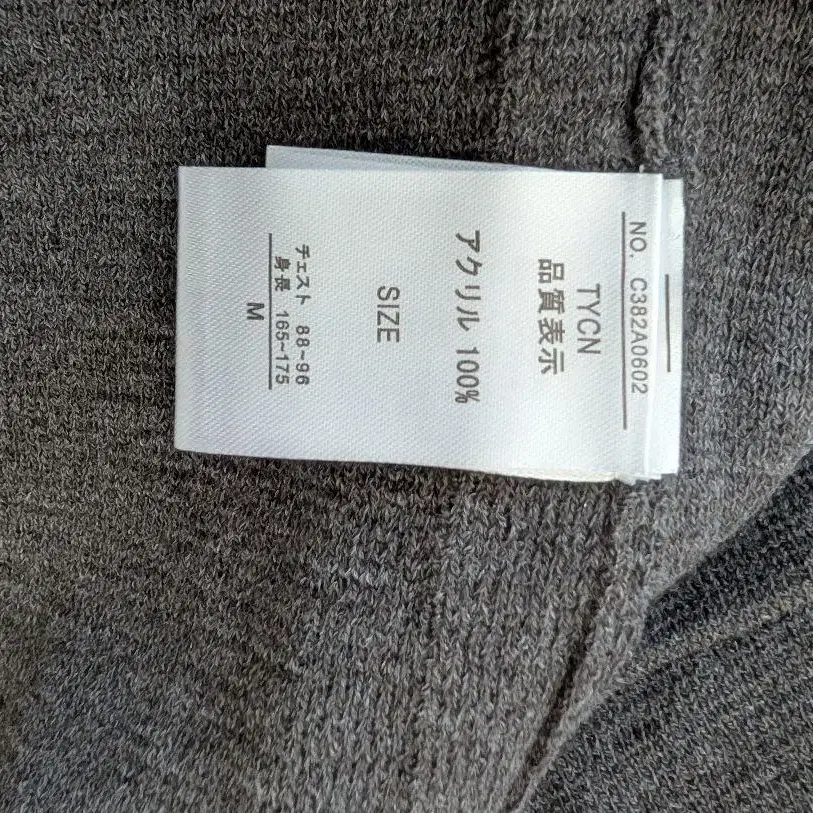 NO. C382A0602
TYCN
品質表示
アクリル 100%
SIZE
チェスト 88~96
身長 165~175
M